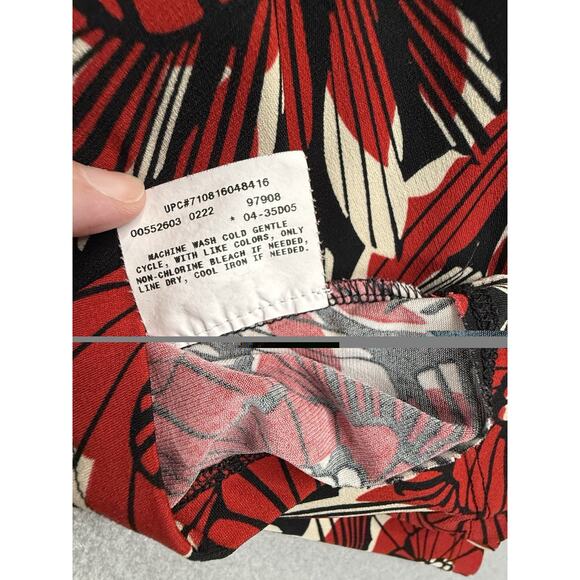 UPC#710816048416
00552603 0222 97908
* 04-35D05
MACHINE WASH COLD GENTLE
CYCLE, WITH LIKE COLORS, ONLY
NON-CHLORINE BLEACH IF NEEDED,
LINE DRY, COOL IRON IF NEEDED.